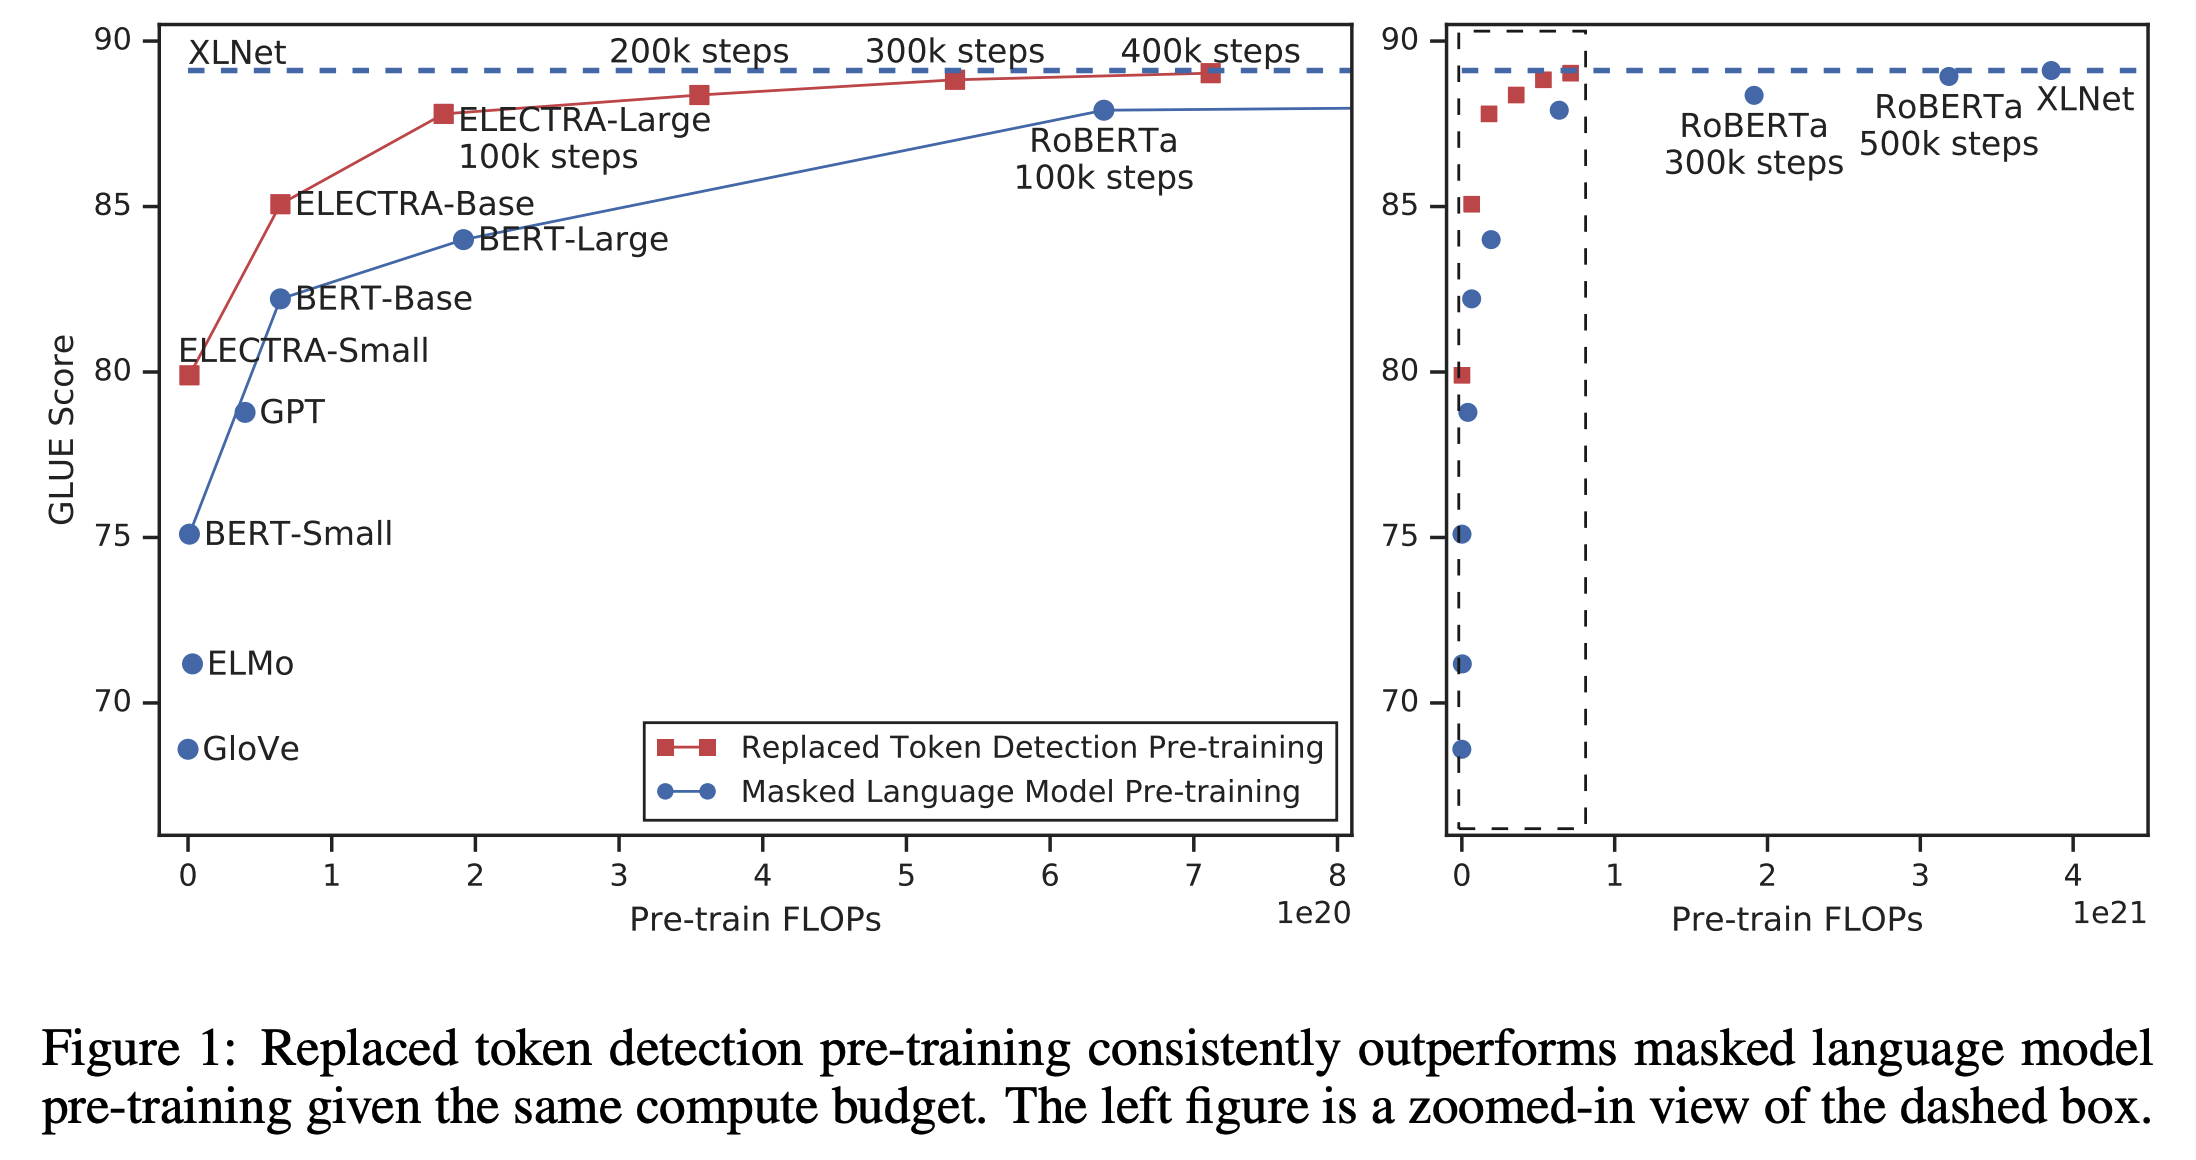 90
85
80
75
70
GLUE Score
XLNet
200k steps
300k steps
400k steps
ELECTRA-Large
100k steps
RoBERTa
100k steps
ELECTRA-Base
BERT-Large
BERT-Base
ELECTRA-Small
GPT
BERT-Small
ELMo
GloVe
Replaced Token Detection Pre-training
Masked Language Model Pre-training
0 1 2 3 4 5 6 7 8
Pre-train FLOPs
1e20
90
85
80
75
70
RoBERTa
300k steps
RoBERTa
500k steps
XLNet
0 1 2 3 4
Pre-train FLOPs
1e21
Figure 1: Replaced token detection pre-training consistently outperforms masked language model
pre-training given the same compute budget. The left figure is a zoomed-in view of the dashed box.